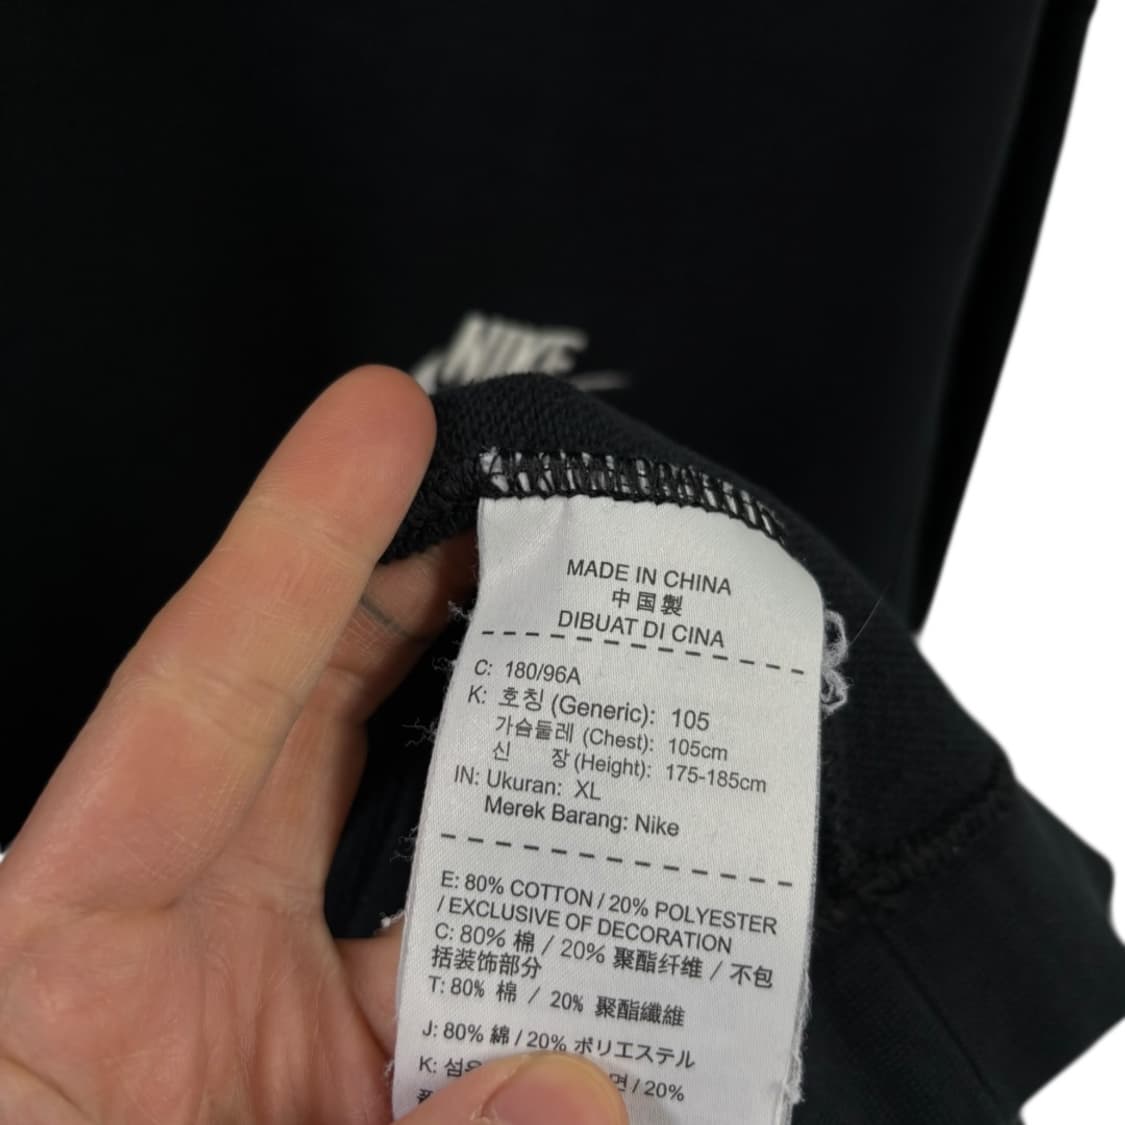 NIKE
MADE IN CHINA
中国製
DIBUAT DI CINA
C: 180/96A
K: 호칭 (Generic): 105
가슴둘레 (Chest): 105cm
신 장 (Height): 175-185cm
IN: Ukuran: XL
Merek Barang: Nike
E: 80% COTTON / 20% POLYESTER
/ EXCLUSIVE OF DECORATION
C: 80% 棉 / 20% 聚酯纤维 / 不包
括装饰部分
T: 80% 棉 / 20% 聚酯纖維
J: 80% 綿 / 20% ポリエステル
K: 면 / 20%